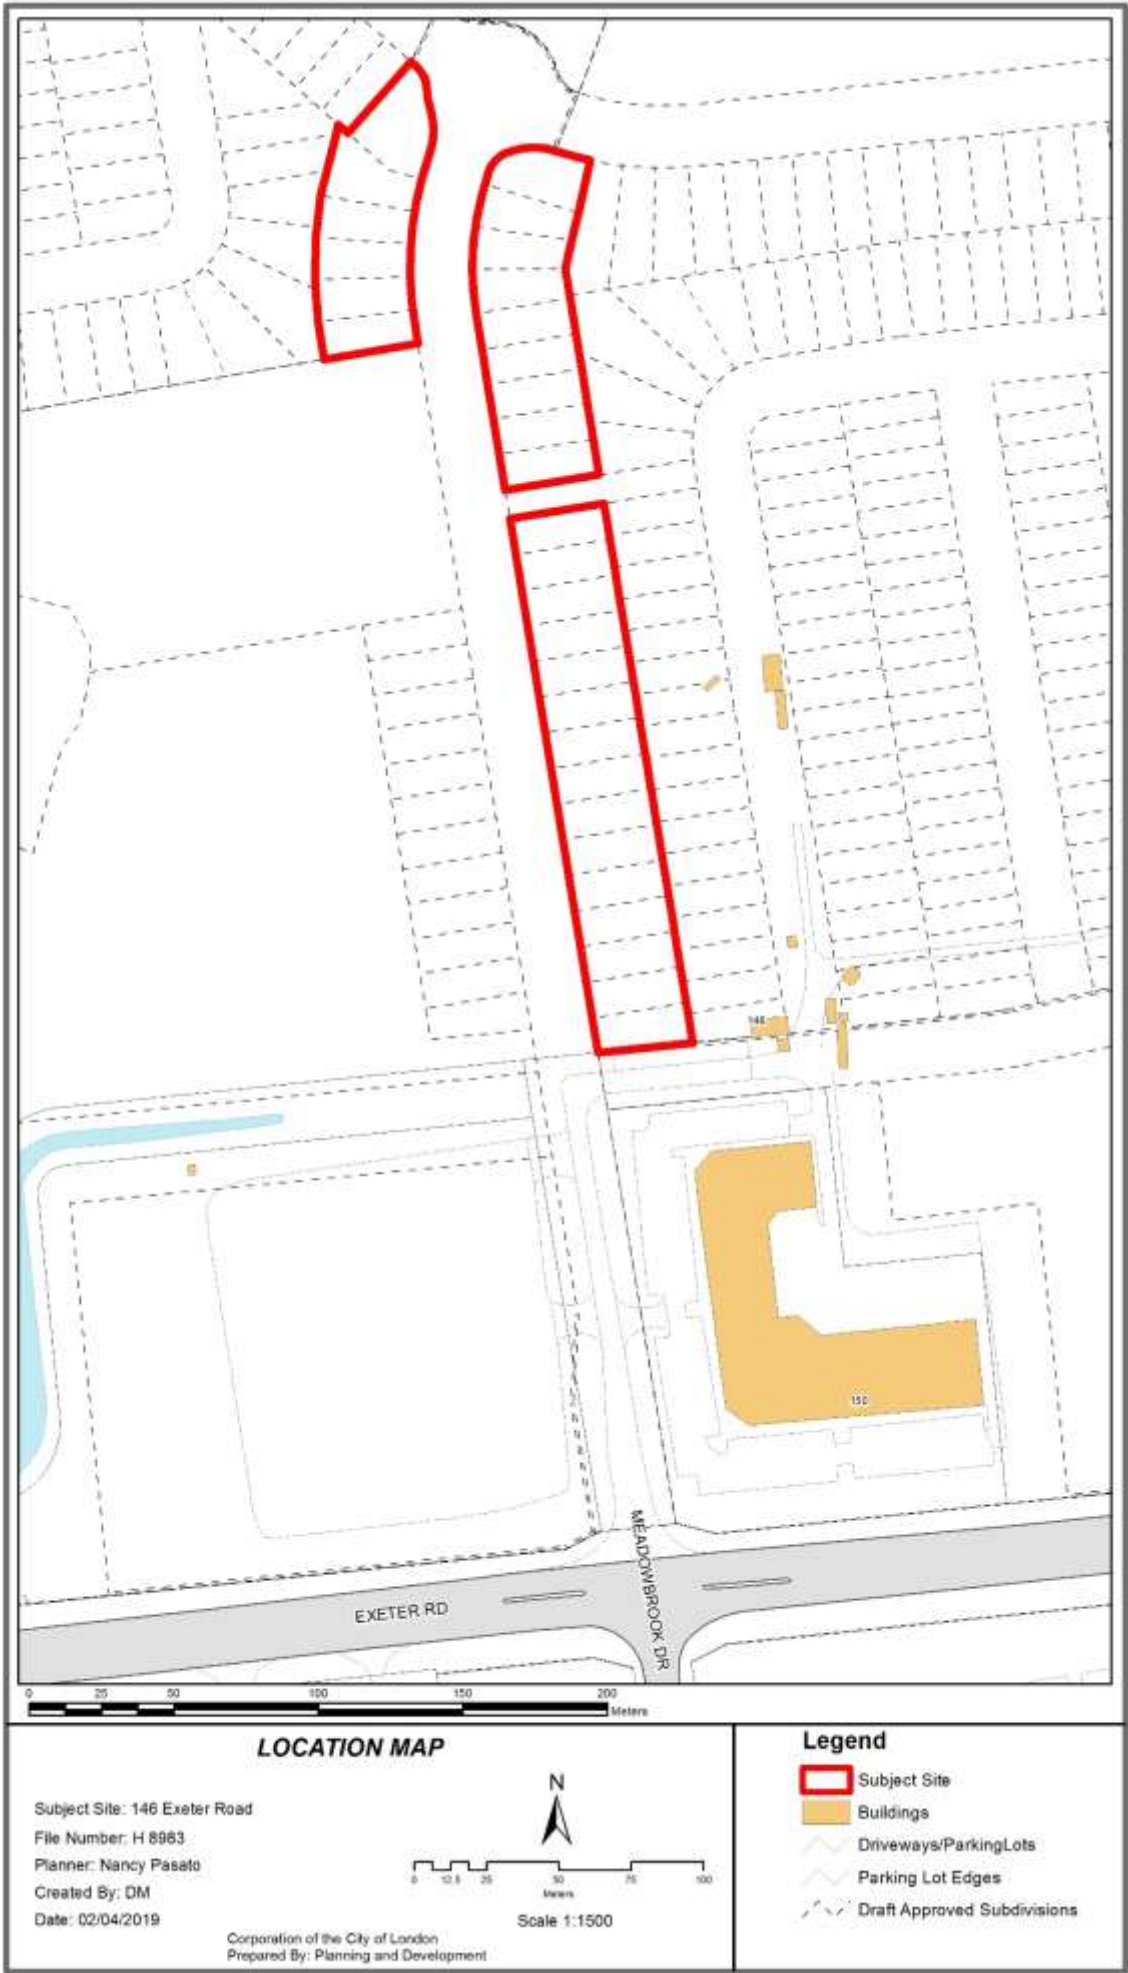 146
150
EXETER RD
MEADOWBROOK DR
0 25 50 100 150 200
Meters
LOCATION MAP
Subject Site: 146 Exeter Road
File Number: H 8983
Planner: Nancy Pasato
Created By: DM
Date: 02/04/2019
N
0 12.5 25 50 75 100
Meters
Scale 1:1500
Corporation of the City of London
Prepared By: Planning and Development
Legend
Subject Site
Buildings
Driveways/ParkingLots
Parking Lot Edges
Draft Approved Subdivisions